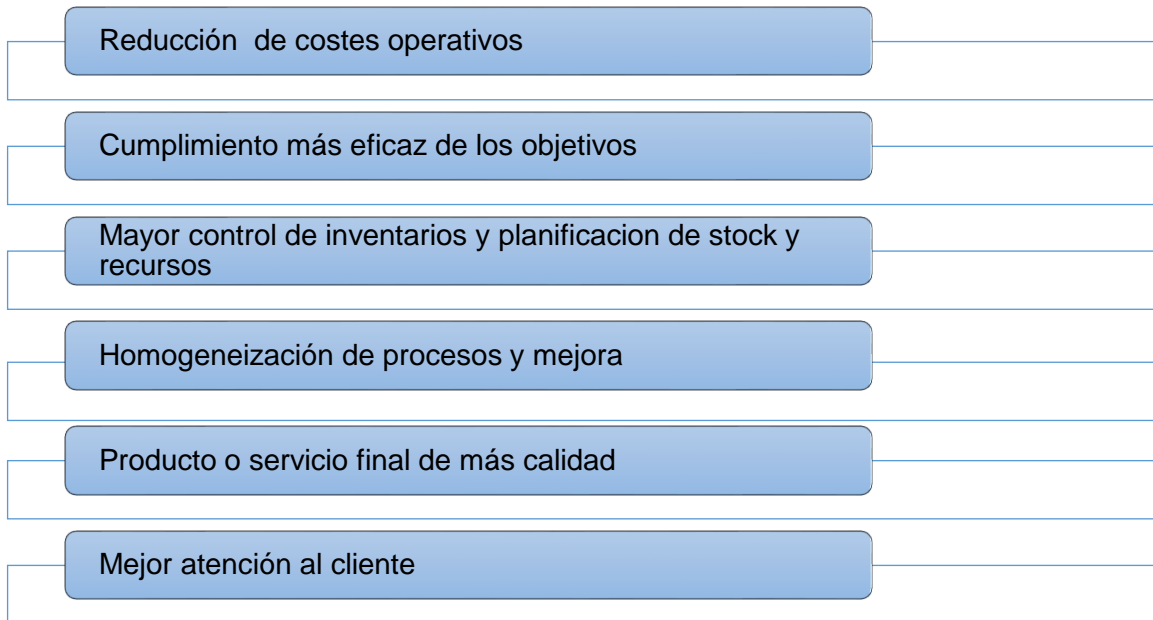 Reducción  de costes operativos
Cumplimiento más eficaz de los objetivos
Mayor control de inventarios y planificacion de stock y
recursos
Homogeneización de procesos y mejora
Producto o servicio final de más calidad
Mejor atención al cliente